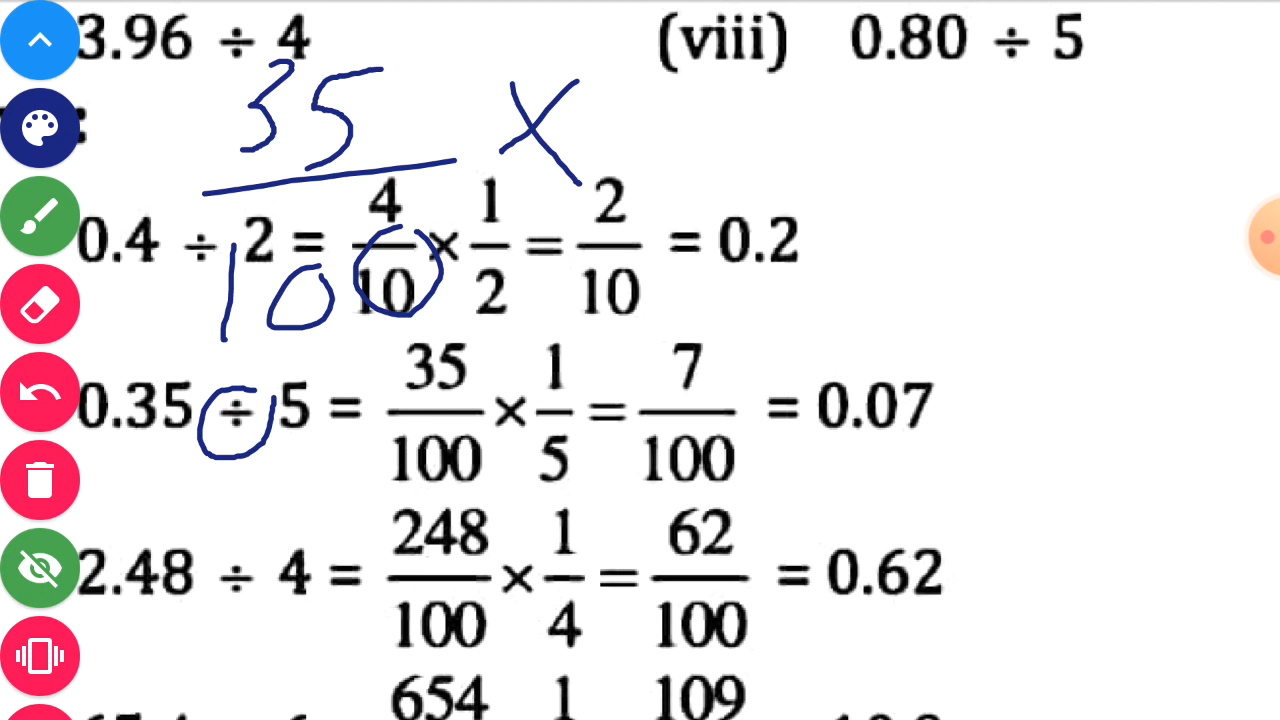 3.96 ÷ 4 (viii) 0.80 ÷ 5
35 ×
0.4 ÷ 2 = 4/10 × 1/2 = 2/10 = 0.2
100
0.35 ÷ 5 = 35/100 × 1/5 = 7/100 = 0.07
2.48 ÷ 4 = 248/100 × 1/4 = 62/100 = 0.62
654 1 109